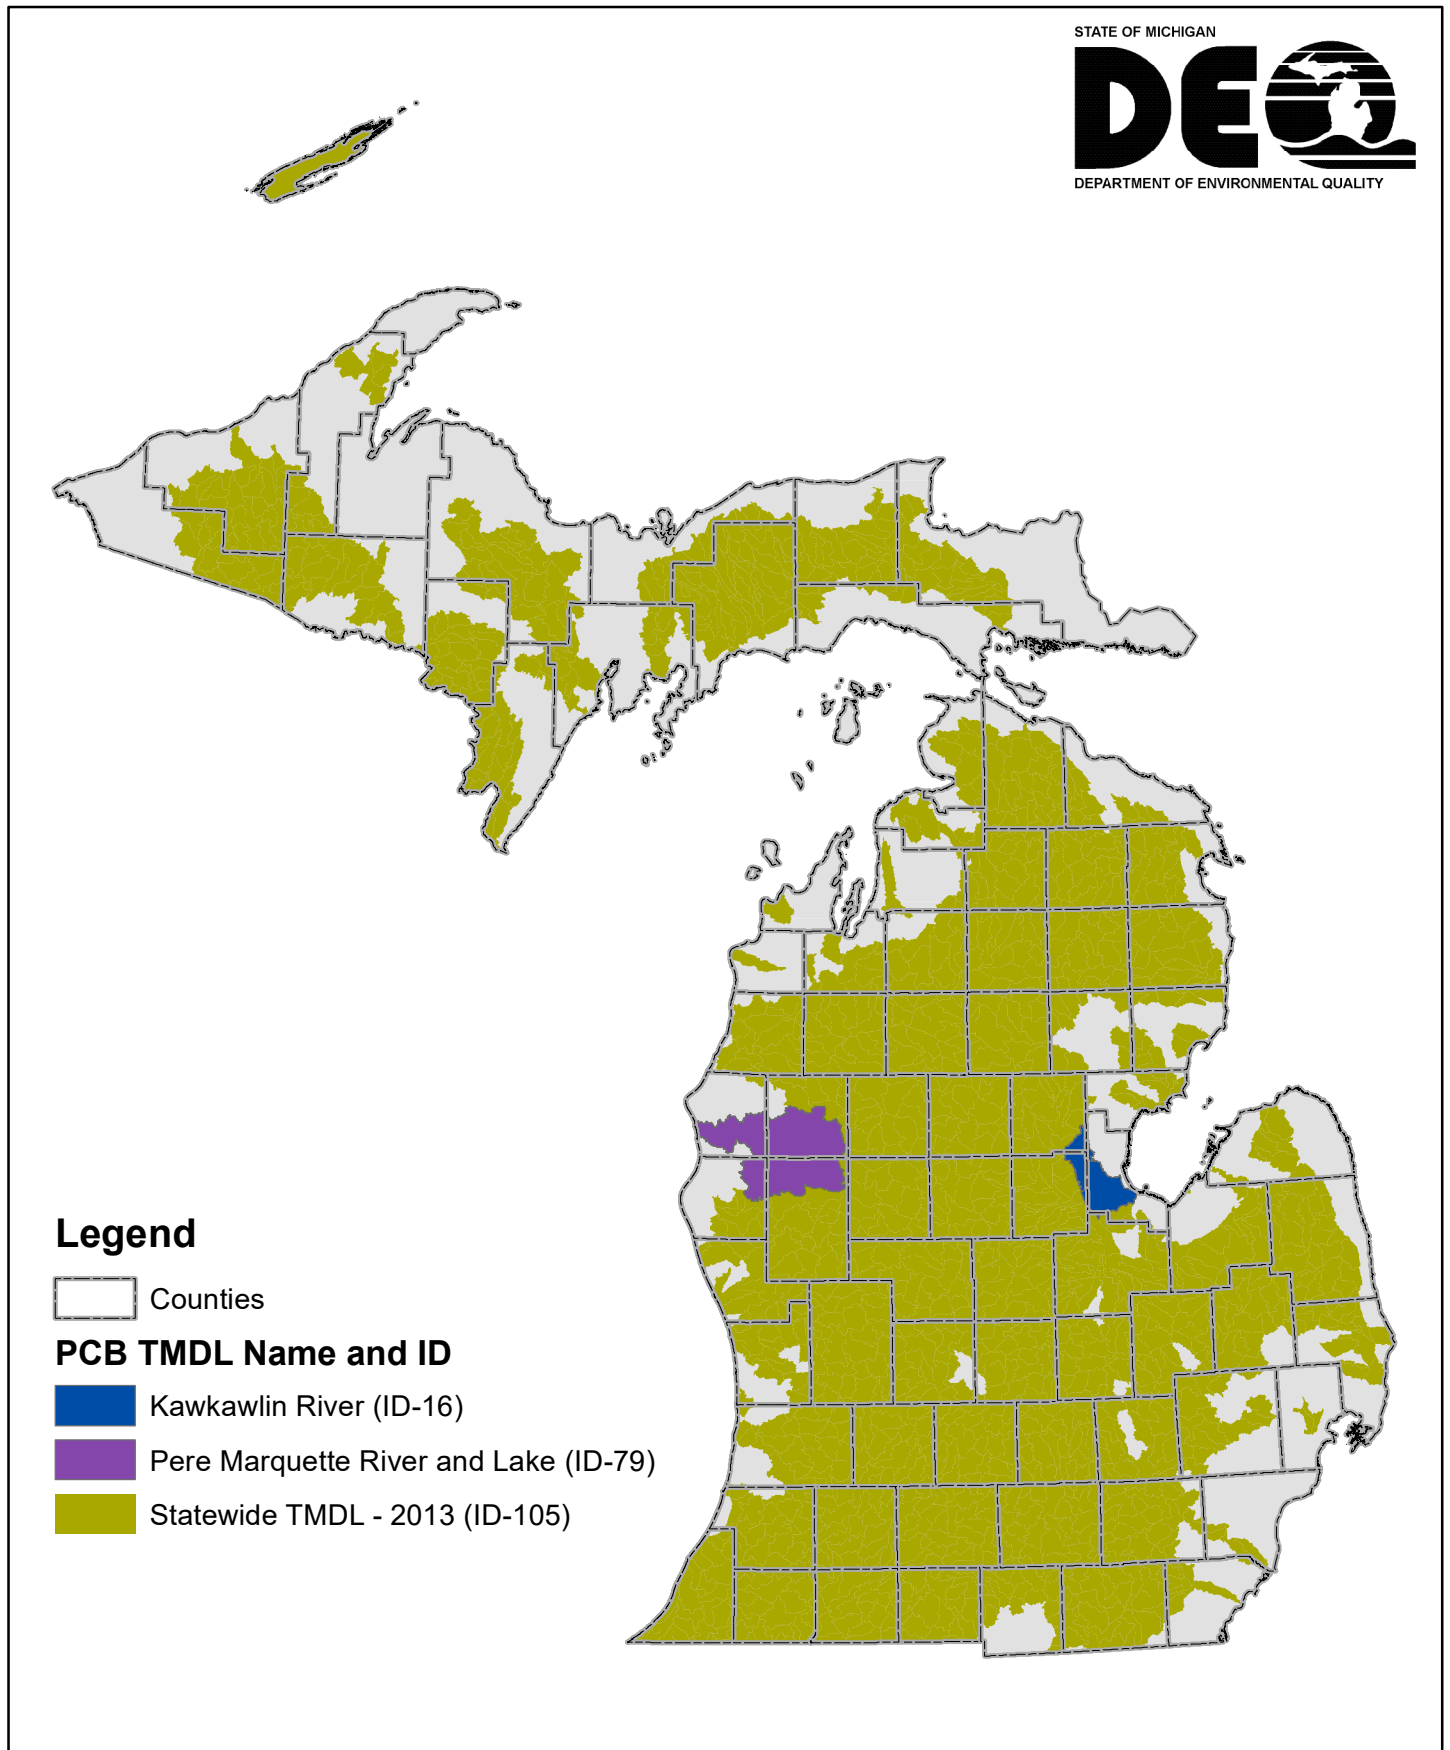 STATE OF MICHIGAN
DEQ
DEPARTMENT OF ENVIRONMENTAL QUALITY
Legend
Counties
PCB TMDL Name and ID
Kawkawlin River (ID-16)
Pere Marquette River and Lake (ID-79)
Statewide TMDL - 2013 (ID-105)